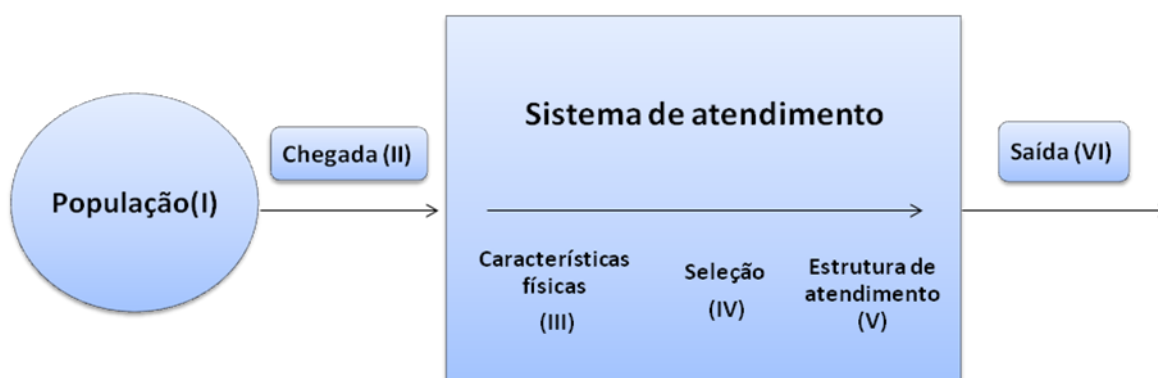 Sistema de atendimento
Chegada (II)
Saída (VI)
População(I)
Características
físicas
(III)
Seleção
(IV)
Estrutura de
atendimento
(V)